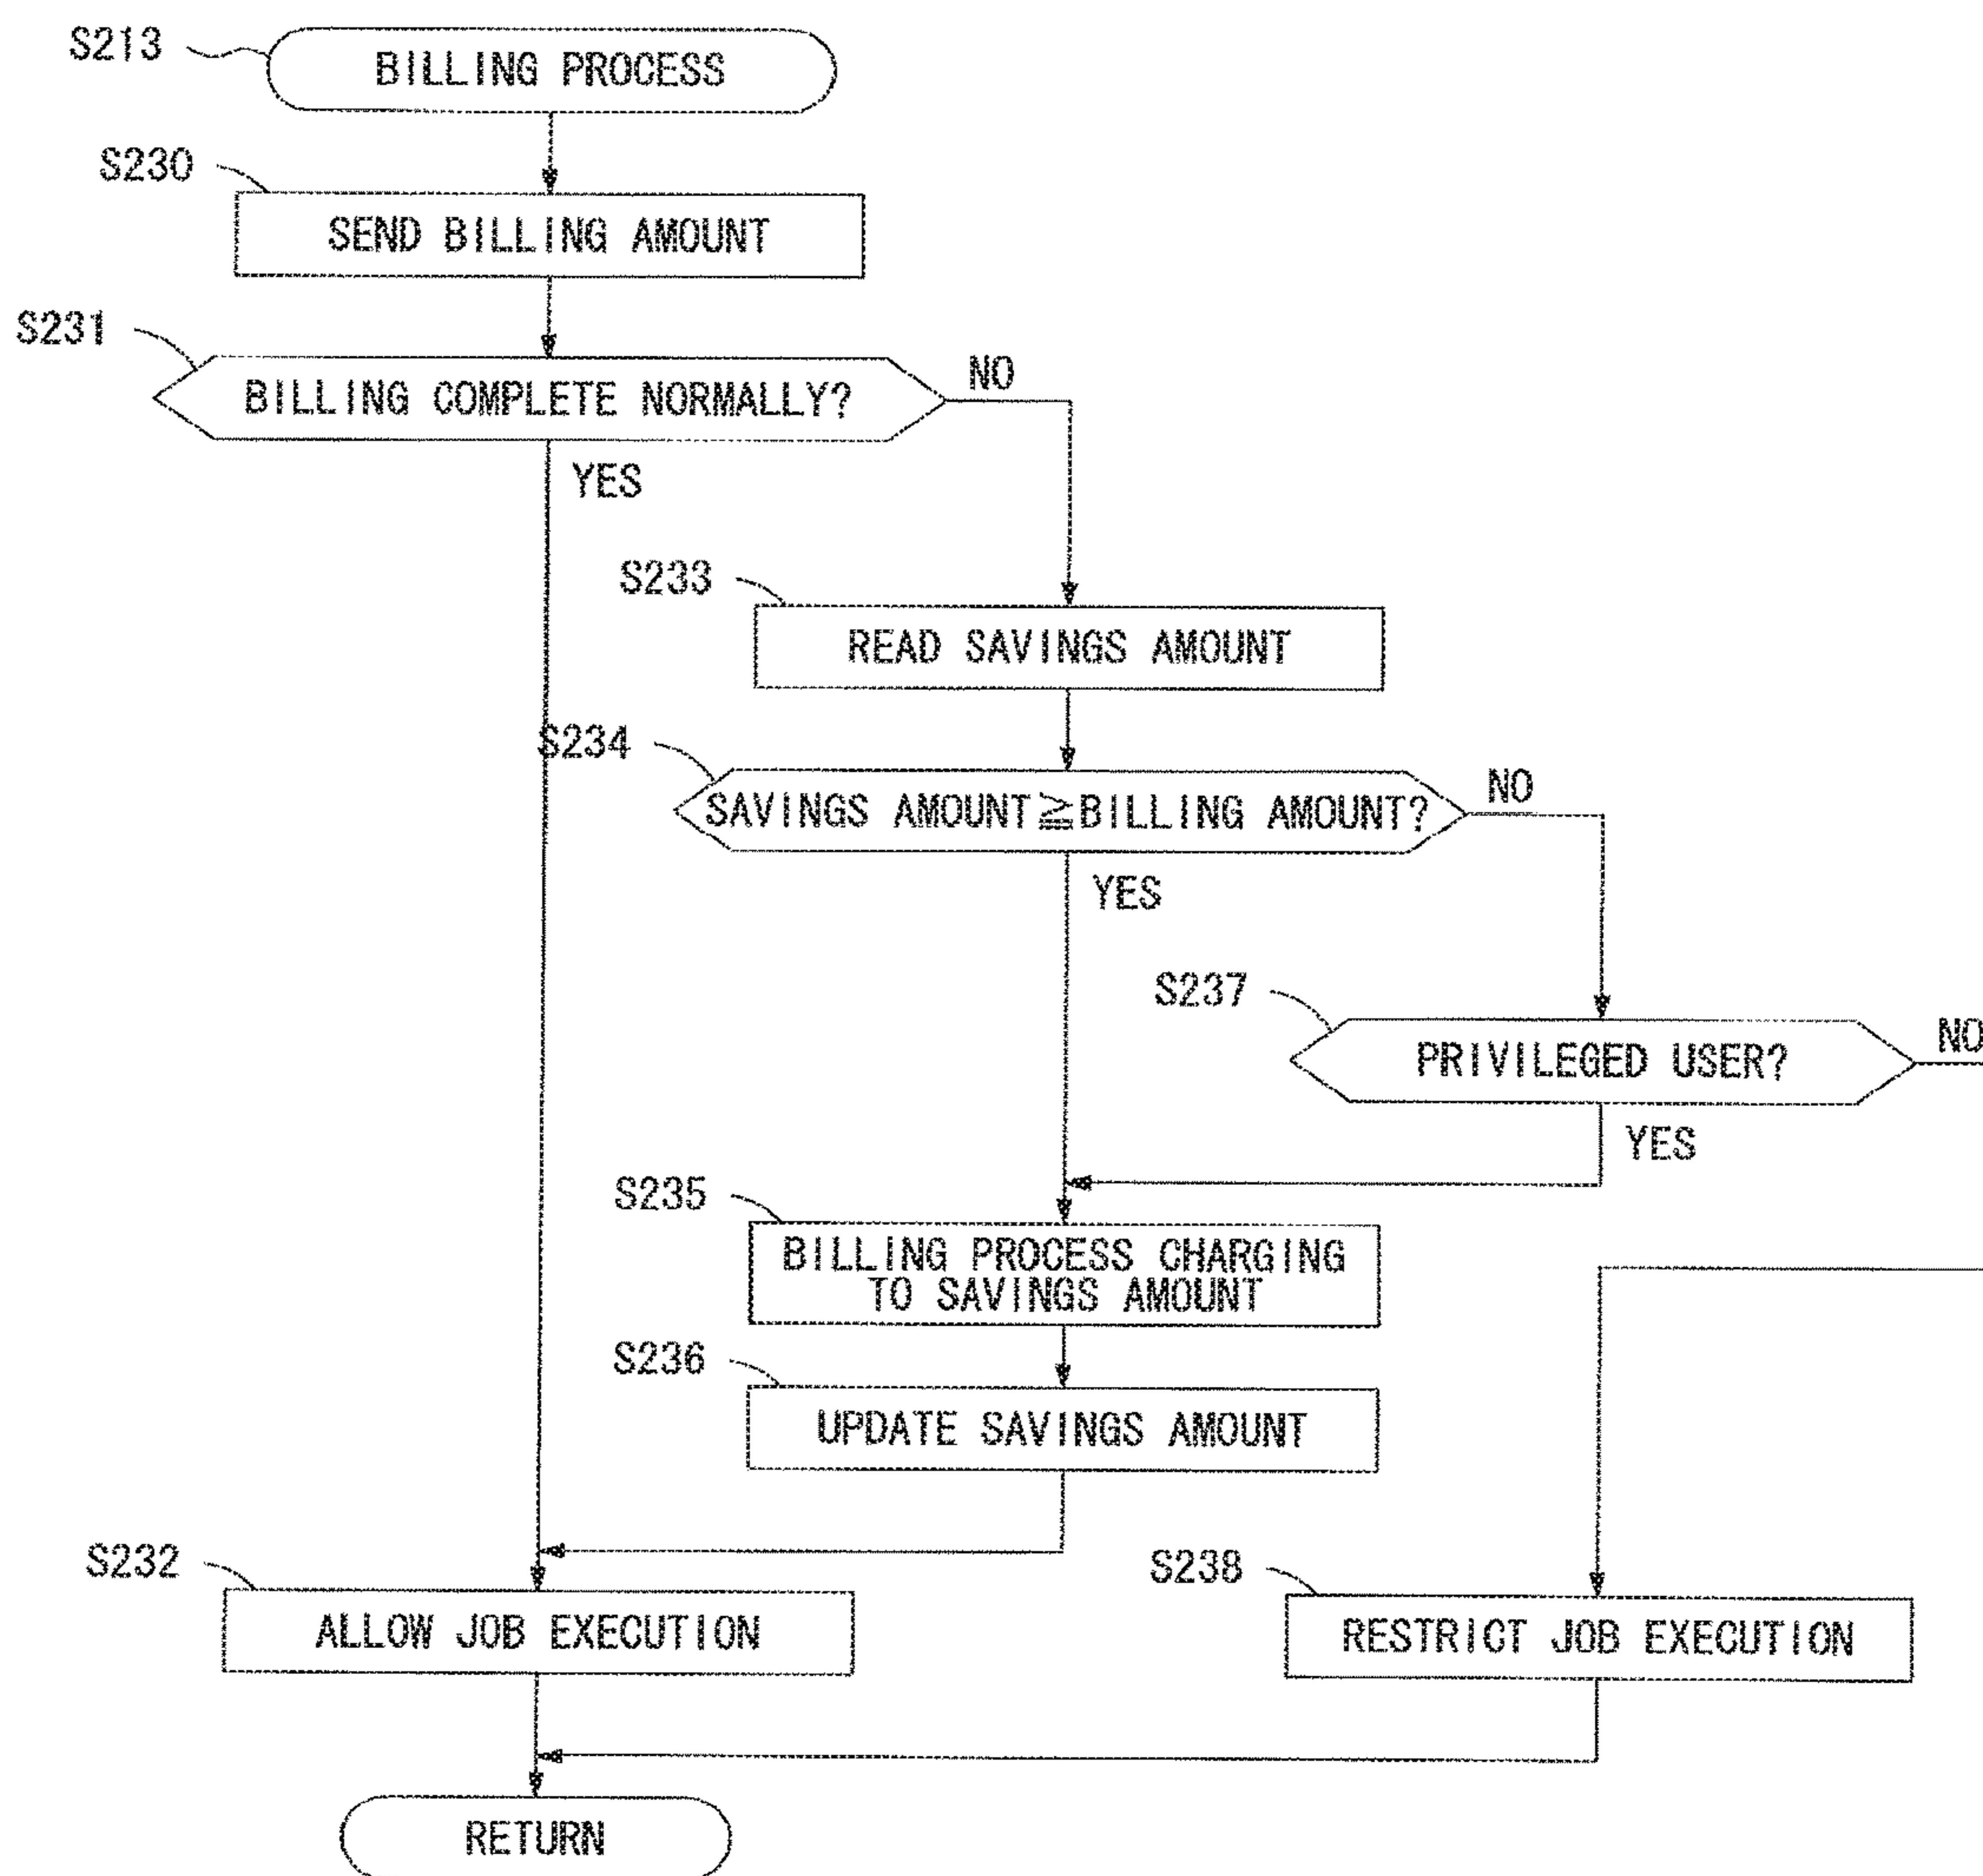 S213
BILLING PROCESS
S230
SEND BILLING AMOUNT
S231
BILLING COMPLETE NORMALLY?
NO
YES
S233
READ SAVINGS AMOUNT
S234
SAVINGS AMOUNT≧BILLING AMOUNT?
NO
YES
S237
PRIVILEGED USER?
NO
YES
S235
BILLING PROCESS CHARGING
TO SAVINGS AMOUNT
S236
UPDATE SAVINGS AMOUNT
S232
ALLOW JOB EXECUTION
S238
RESTRICT JOB EXECUTION
RETURN